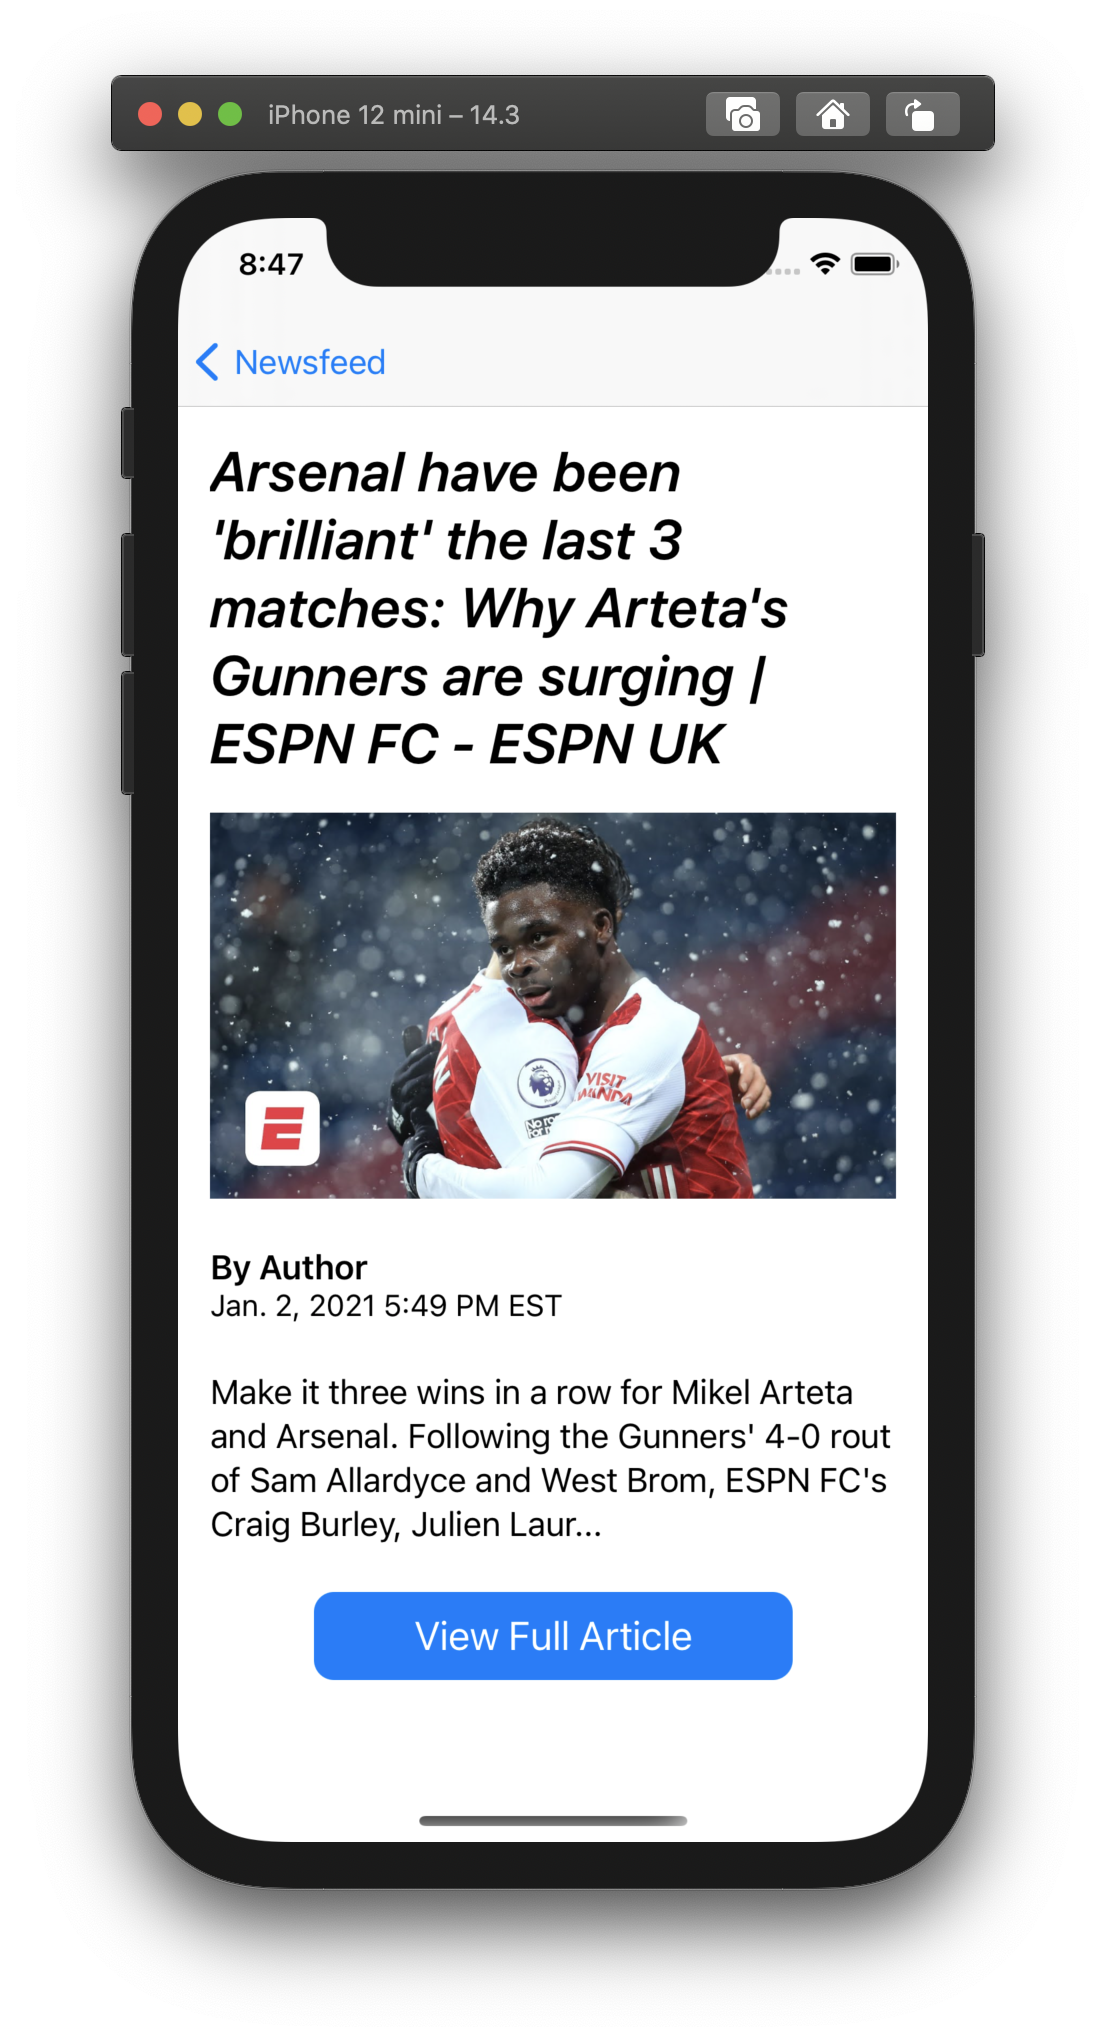 iPhone 12 mini – 14.3
8:47
Newsfeed
Arsenal have been
'brilliant' the last 3
matches: Why Arteta's
Gunners are surging |
ESPN FC - ESPN UK
VISIT
E
By Author
Jan. 2, 2021 5:49 PM EST
Make it three wins in a row for Mikel Arteta
and Arsenal. Following the Gunners' 4-0 rout
of Sam Allardyce and West Brom, ESPN FC's
Craig Burley, Julien Laur...
View Full Article